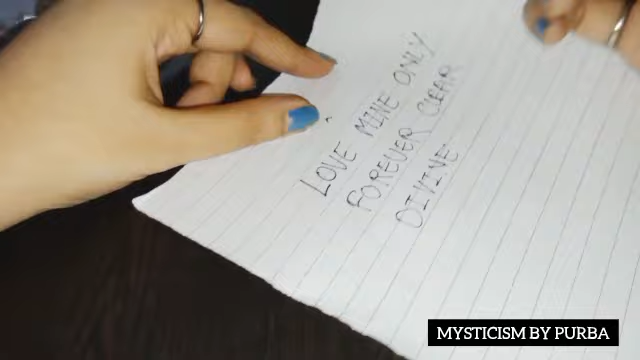 LOVE MINE ONLY
FOREVER CLEAR
DIVINE
MYSTICISM BY PURBA